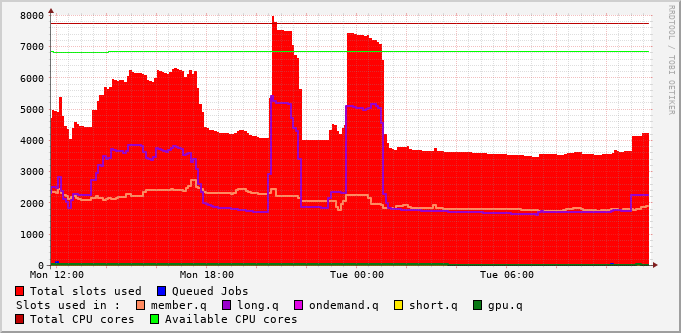 RRDTOOL / TOBI OETIKER
8000
7000
6000
5000
4000
3000
2000
1000
0
Mon 12:00 Mon 18:00 Tue 00:00 Tue 06:00
Total slots used Queued Jobs
Slots used in : member.q long.q ondemand.q short.q gpu.q
Total CPU cores Available CPU cores